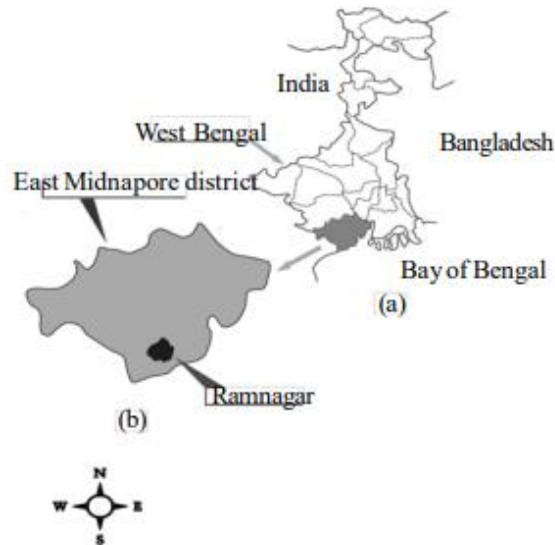 India
West Bengal
Bangladesh
East Midnapore district
Bay of Bengal
(a)
Ramnagar
(b)
N
W E
S